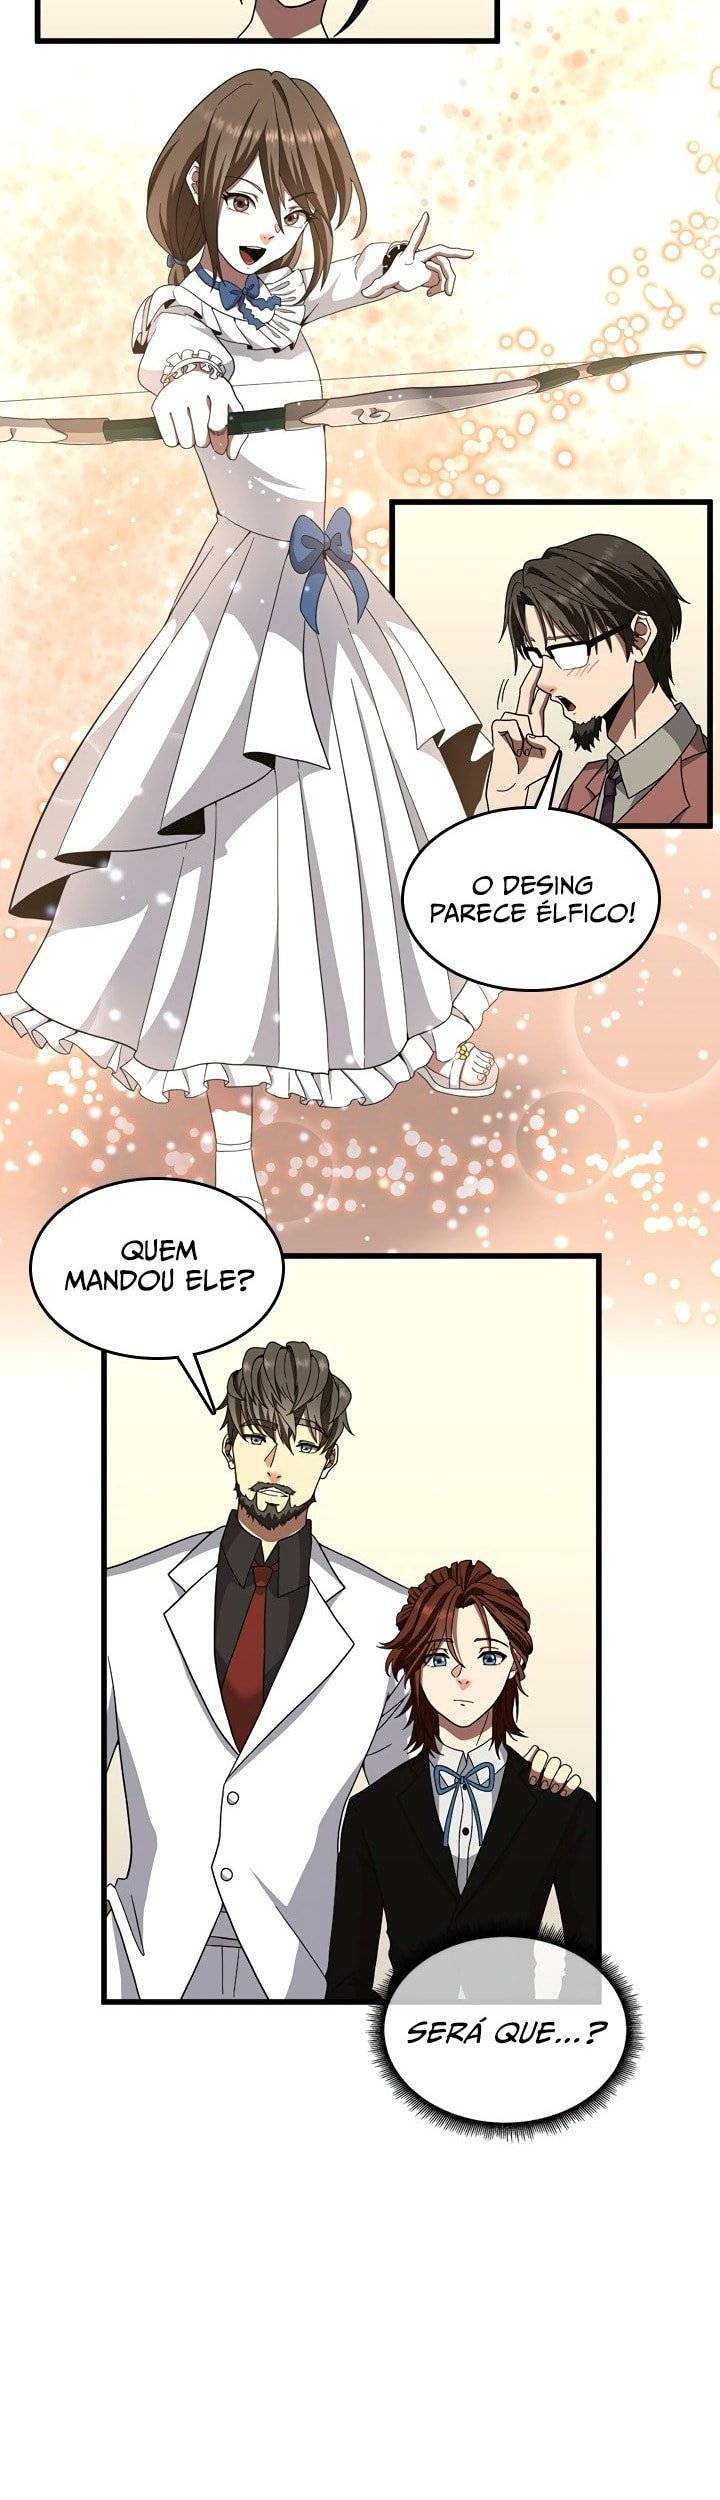 O DESING
PARECE ÉLFICO!
QUEM
MANDOU ELE?
SERÁ QUE...?